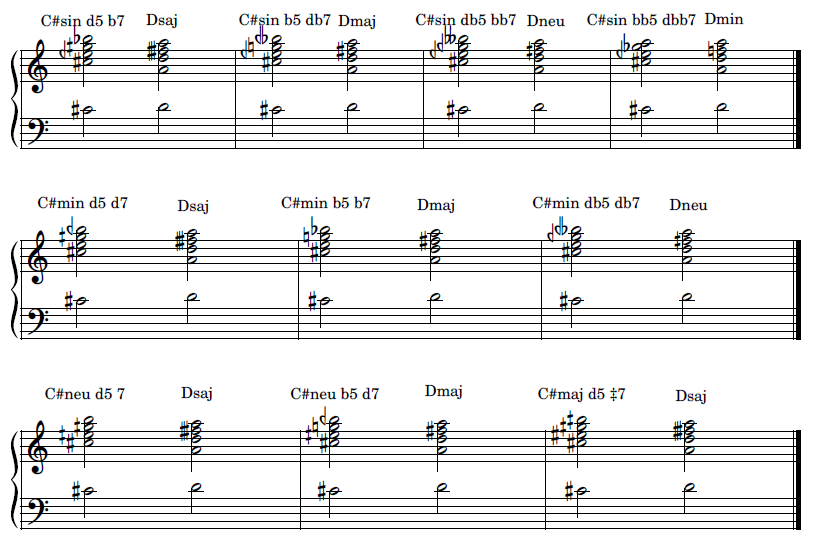 C#sin d5 b7 Dsaj C#sin b5 db7 Dmaj C#sin db5 bb7 Dneu C#sin bb5 dbb7 Dmin
C#min d5 d7 Dsaj C#min b5 b7 Dmaj C#min db5 db7 Dneu
C#neu d5 7 Dsaj C#neu b5 d7 Dmaj C#maj d5 ‡7 Dsaj